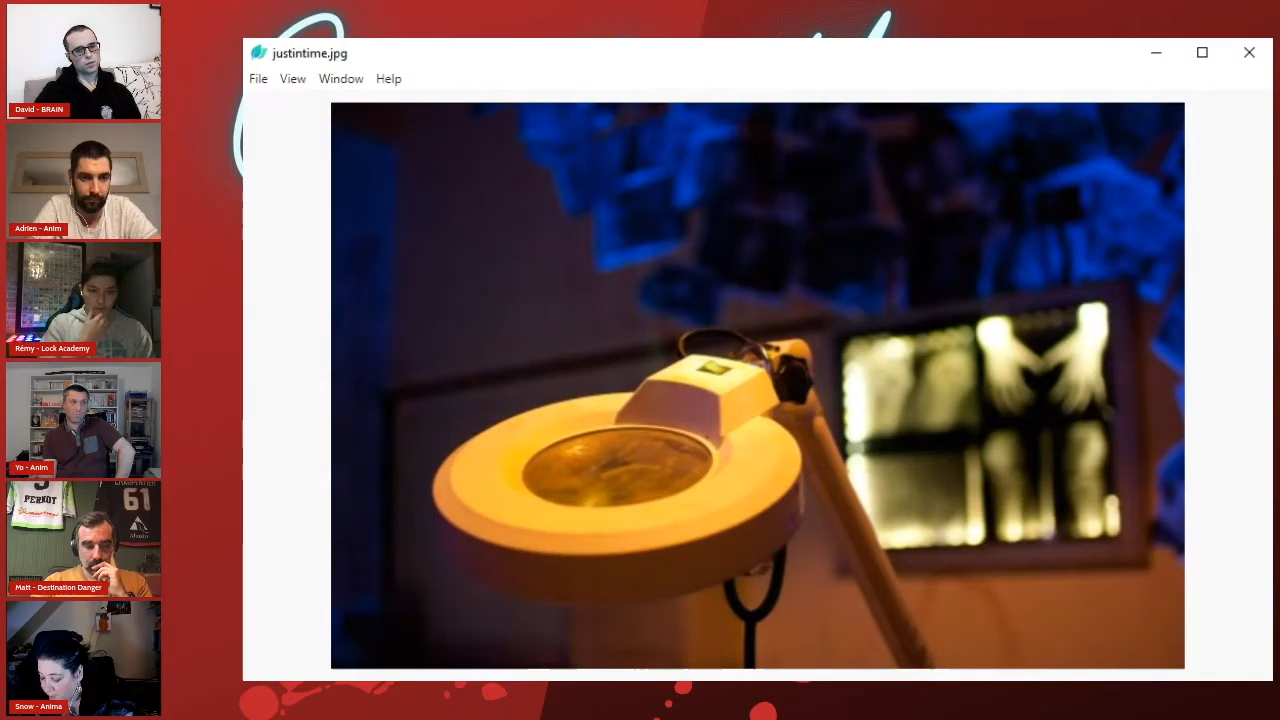 David - BRAIN
Adrien - Anim
Rémy - Lock Academy
Yo - Anim
PERROT
CHARPENTIER
61
Matt - Destination Danger
Snow - Anima
justintime.jpg
File View Window Help